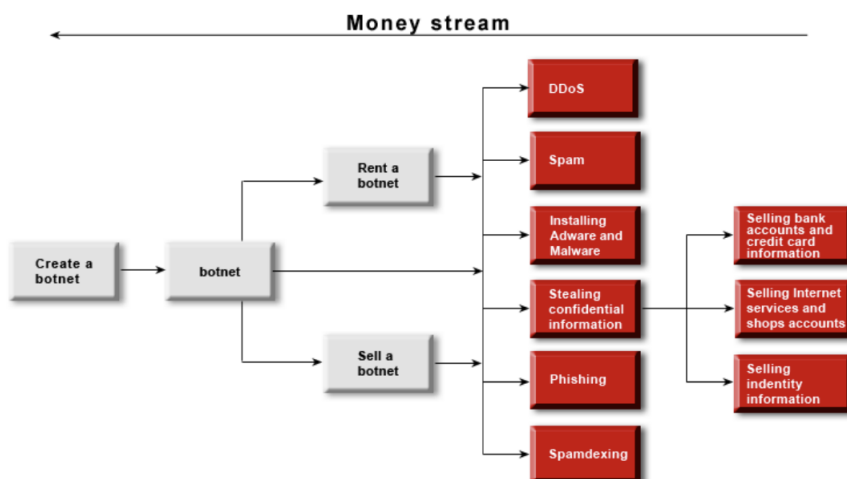 Money stream
DDoS
Rent a
botnet
Spam
Create a
botnet
botnet
Installing
Adware and
Malware
Selling bank
accounts and
credit card
information
Stealing
confidential
information
Selling Internet
services and
shops accounts
Sell a
botnet
Phishing
Selling
indentity
information
Spamdexing